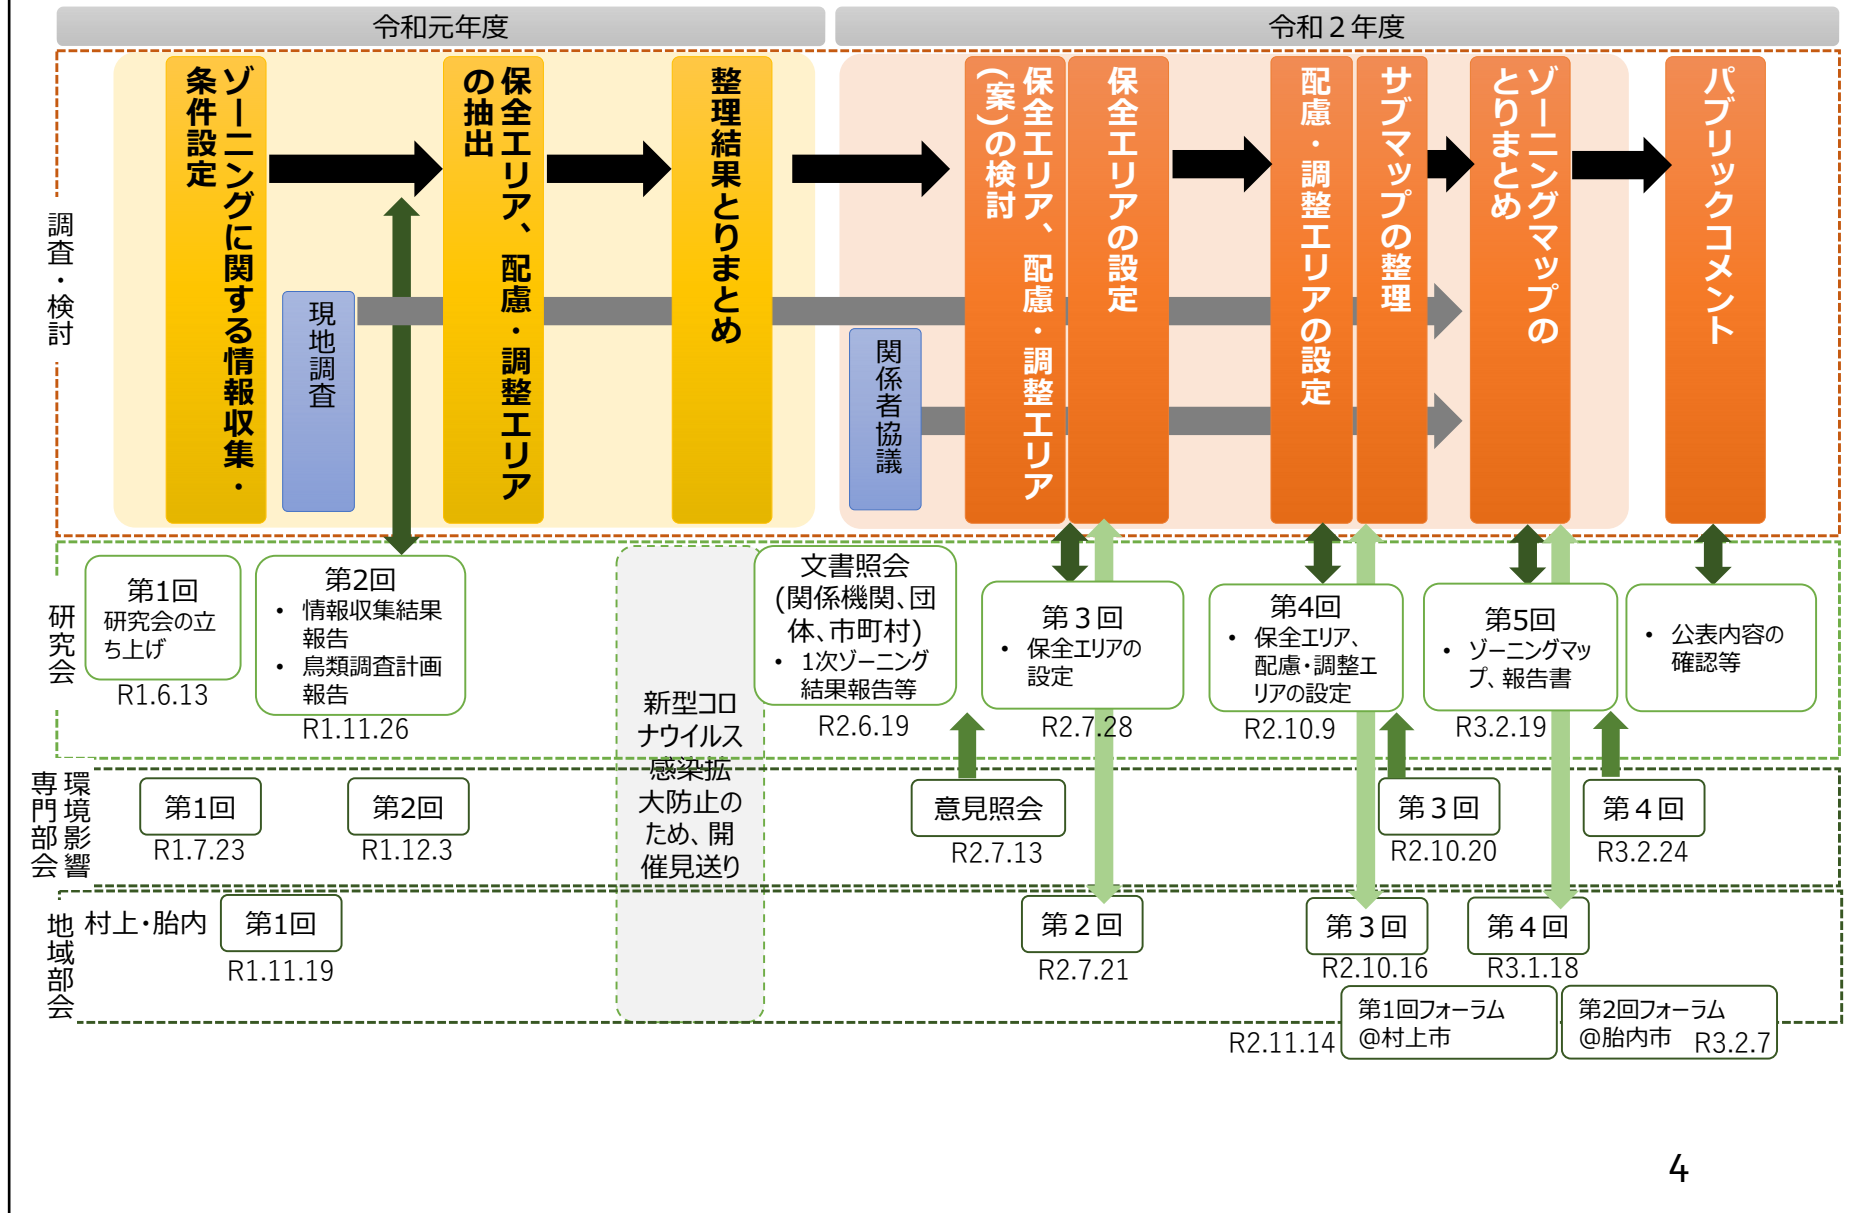 令和元年度
令和２年度
調査・検討
ゾーニングに関する情報収集・
条件設定
現地調査
保全エリア、配慮・調整エリア
の抽出
整理結果とりまとめ
関係者協議
保全エリア、配慮・調整エリア
(案)の検討
保全エリアの設定
配慮・調整エリアの設定
サブマップの整理
ゾーニングマップの
とりまとめ
パブリックコメント
研究会
第1回
研究会の立
ち上げ
R1.6.13
第2回
• 情報収集結果
報告
• 鳥類調査計画
報告
R1.11.26
新型コロ
ナウイルス
感染拡
大防止の
ため、開
催見送り
文書照会
(関係機関、団
体、市町村)
• 1次ゾーニング
結果報告等
R2.6.19
第３回
• 保全エリアの
設定
R2.7.28
第4回
• 保全エリア、
配慮・調整エ
リアの設定
R2.10.9
第5回
• ゾーニングマッ
プ、報告書
R3.2.19
• 公表内容の
確認等
環境影響
専門部会
第1回
R1.7.23
第2回
R1.12.3
意見照会
R2.7.13
第３回
R2.10.20
第４回
R3.2.24
地域部会
村上・胎内
第1回
R1.11.19
第２回
R2.7.21
第３回
R2.10.16
第４回
R3.1.18
第1回フォーラム
@村上市
R2.11.14
第2回フォーラム
@胎内市
R3.2.7
4